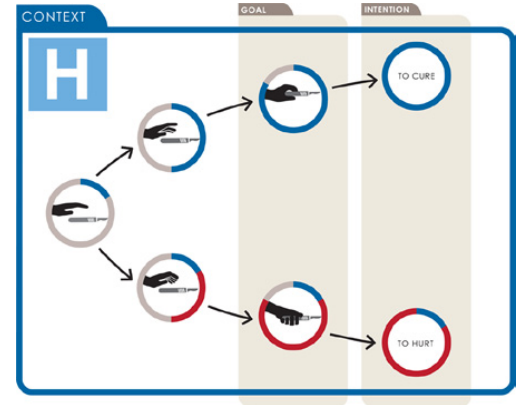 CONTEXT
GOAL
INTENTION
H
TO CURE
TO HURT